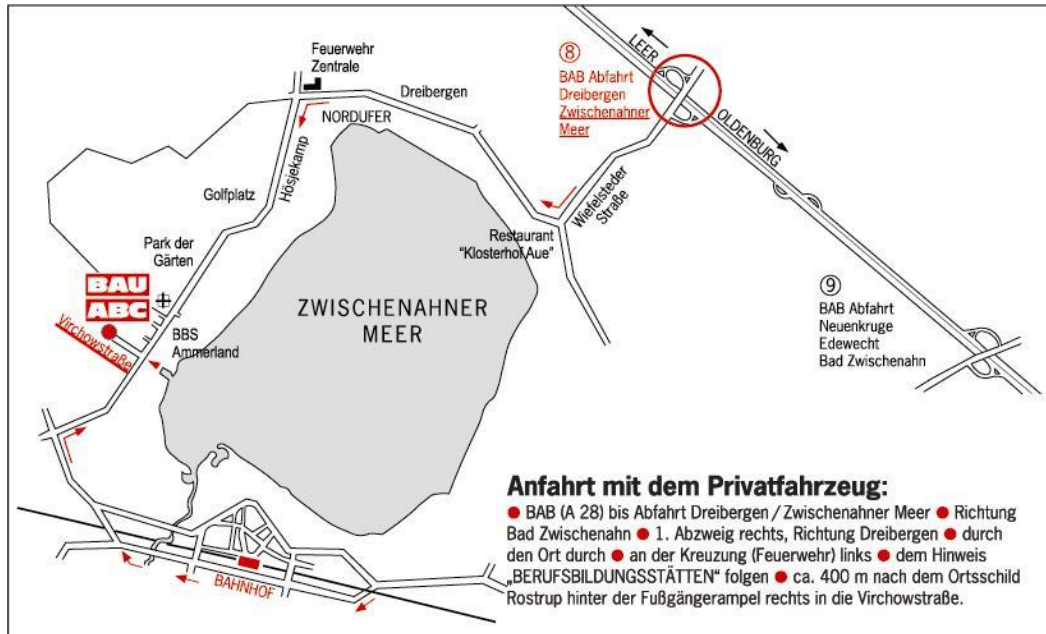 Feuerwehr
Zentrale
Dreibergen
NORDUFER
Hösjekamp
Golfplatz
Park der
Gärten
BAU
ABC
Virchowstraße
BBS
Ammerland
ZWISCHENAHNER
MEER
Restaurant
"Klosterhof Aue"
Wiefelsteder
Straße
8
BAB Abfahrt
Dreibergen
Zwischenahner
Meer
LEER
OLDENBURG
9
BAB Abfahrt
Neuenkruge
Edewecht
Bad Zwischenahn
BAHNHOF
Anfahrt mit dem Privatfahrzeug:
● BAB (A 28) bis Abfahrt Dreibergen / Zwischenahner Meer ● Richtung
Bad Zwischenahn ● 1. Abzweig rechts, Richtung Dreibergen ● durch
den Ort durch ● an der Kreuzung (Feuerwehr) links ● dem Hinweis
„BERUFSBILDUNGSSTÄTTEN“ folgen ● ca. 400 m nach dem Ortsschild
Rostrup hinter der Fußgängerampel rechts in die Virchowstraße.